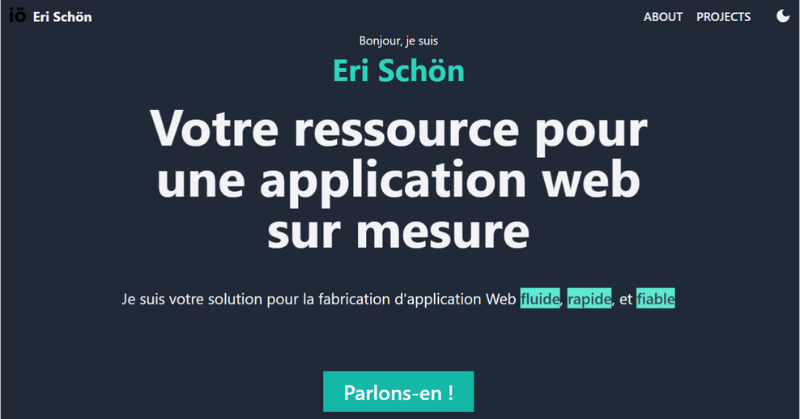 iö Eri Schön ABOUT PROJECTS
Bonjour, je suis
Eri Schön
Votre ressource pour
une application web
sur mesure
Je suis votre solution pour la fabrication d'application Web fluide, rapide, et fiable
Parlons-en !